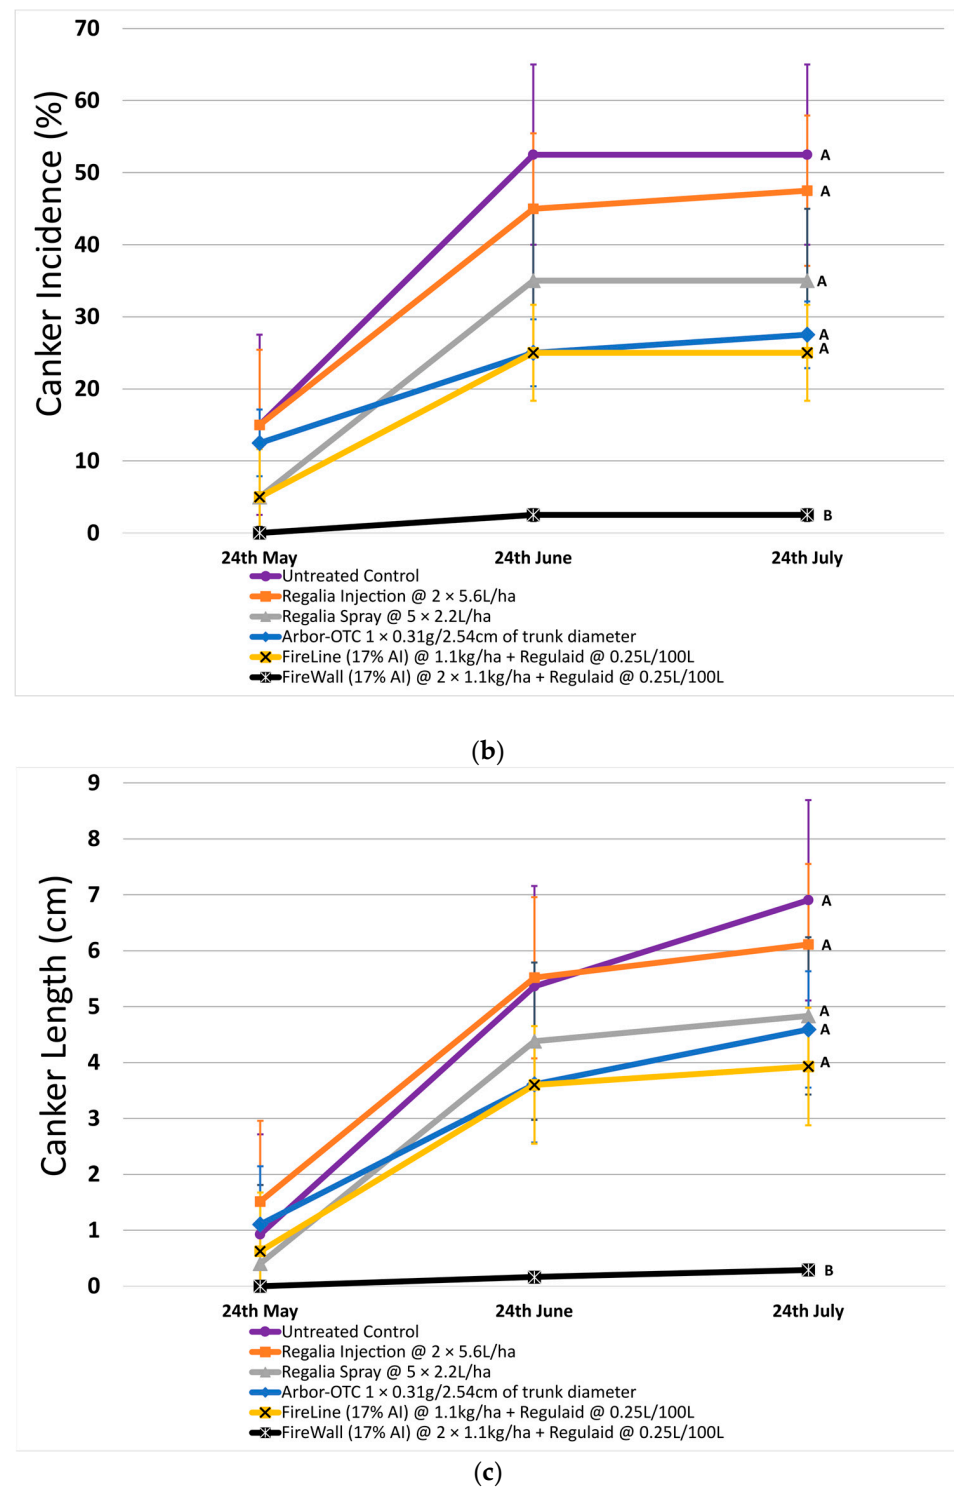 70
60
50
40
30
20
10
0
Canker Incidence (%)
A
A
A
A
A
B
24th May 24th June 24th July
Untreated Control
Regalia Injection @ 2 × 5.6L/ha
Regalia Spray @ 5 × 2.2L/ha
Arbor-OTC 1 × 0.31g/2.54cm of trunk diameter
FireLine (17% AI) @ 1.1kg/ha + Regulaid @ 0.25L/100L
FireWall (17% AI) @ 2 × 1.1kg/ha + Regulaid @ 0.25L/100L
(b)
9
8
7
6
5
4
3
2
1
0
Canker Length (cm)
A
A
A
A
A
B
24th May 24th June 24th July
Untreated Control
Regalia Injection @ 2 × 5.6L/ha
Regalia Spray @ 5 × 2.2L/ha
Arbor-OTC 1 × 0.31g/2.54cm of trunk diameter
FireLine (17% AI) @ 1.1kg/ha + Regulaid @ 0.25L/100L
FireWall (17% AI) @ 2 × 1.1kg/ha + Regulaid @ 0.25L/100L
(c)